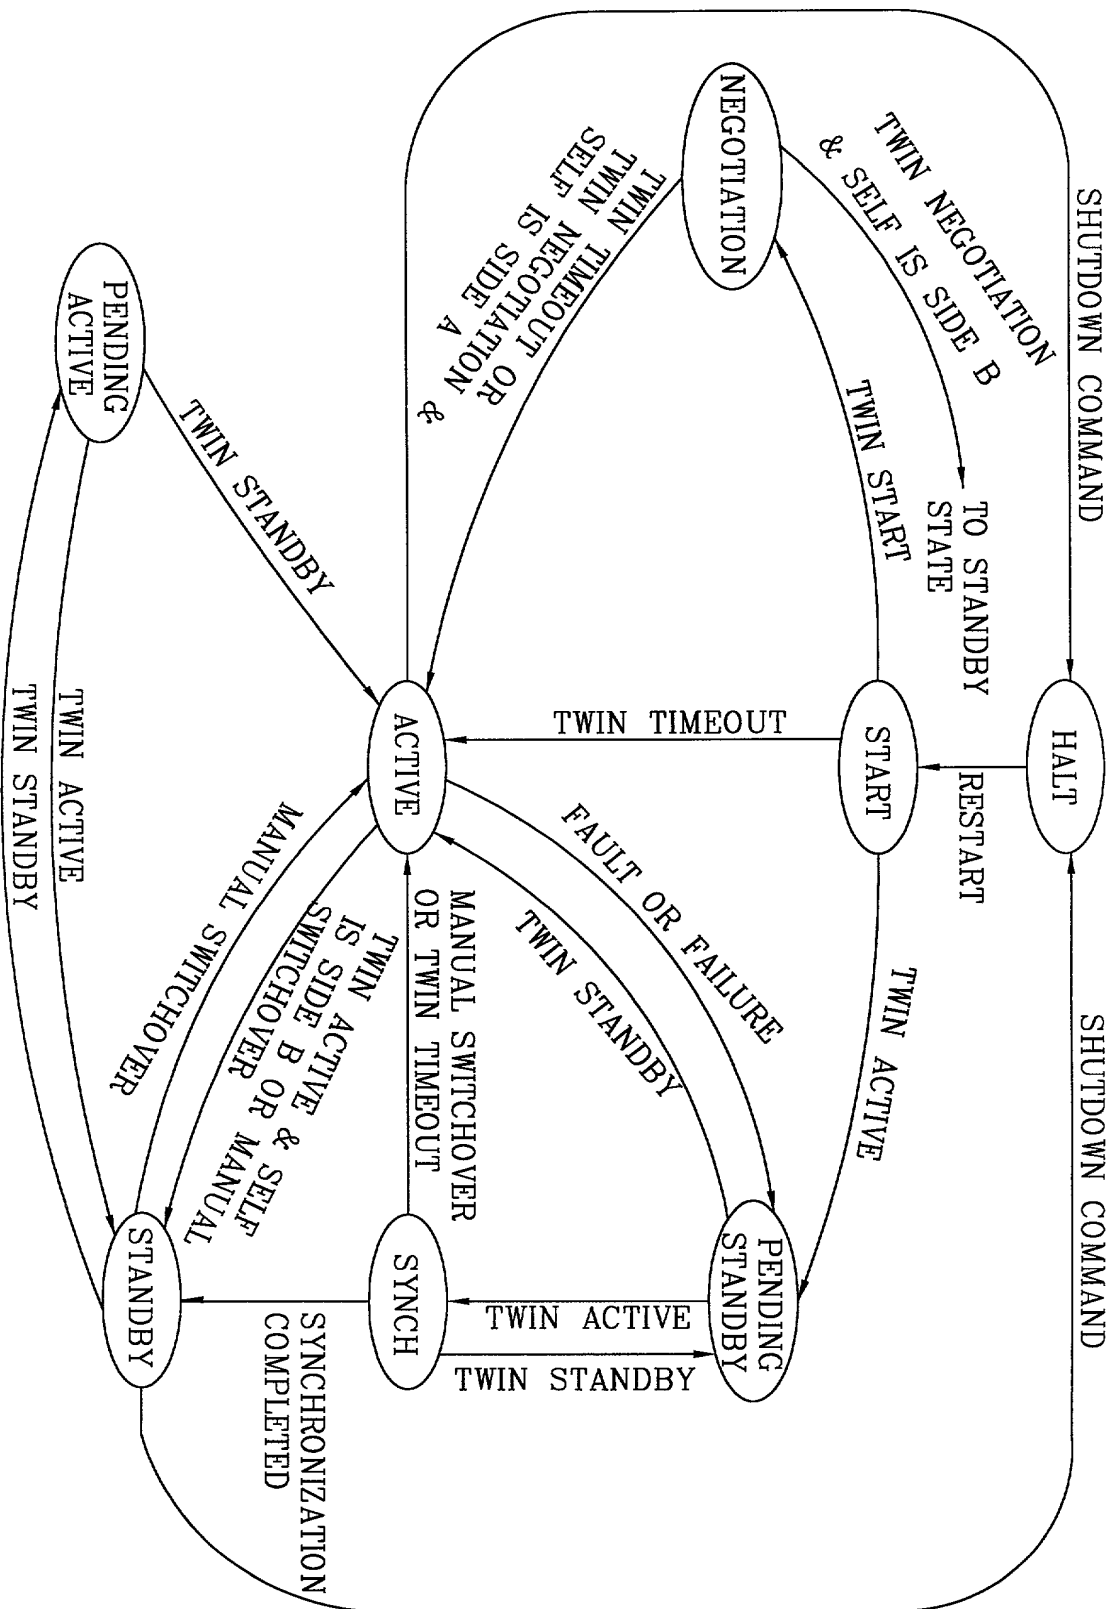 SHUTDOWN COMMAND
HALT
SHUTDOWN COMMAND
RESTART
TWIN NEGOTIATION
& SELF IS SIDE B
TO STANDBY
STATE
START
TWIN START
TWIN ACTIVE
NEGOTIATION
TWIN TIMEOUT
PENDING
STANDBY
TWIN TIMEOUT OR
TWIN NEGOTIATION &
SELF IS SIDE A
FAULT OR FAILURE
TWIN STANDBY
TWIN ACTIVE
TWIN STANDBY
ACTIVE
MANUAL SWITCHOVER
OR TWIN TIMEOUT
SYNCH
TWIN STANDBY
MANUAL SWITCHOVER
TWIN ACTIVE & SELF
IS SIDE B OR MANUAL
SWITCHOVER
SYNCHRONIZATION
COMPLETED
PENDING
ACTIVE
STANDBY
TWIN ACTIVE
TWIN STANDBY